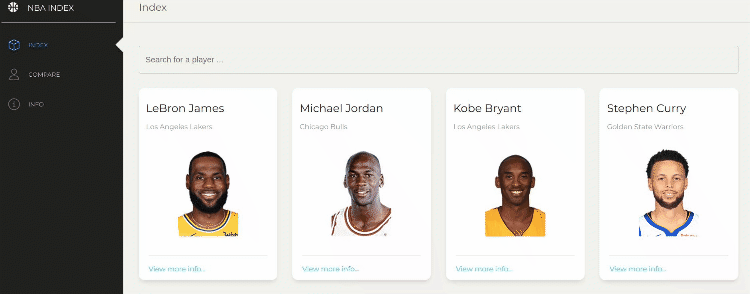 NBA INDEX
Index
INDEX
COMPARE
INFO
Search for a player ...
LeBron James
Los Angeles Lakers
View more info...
Michael Jordan
Chicago Bulls
View more info...
Kobe Bryant
Los Angeles Lakers
View more info...
Stephen Curry
Golden State Warriors
View more info...